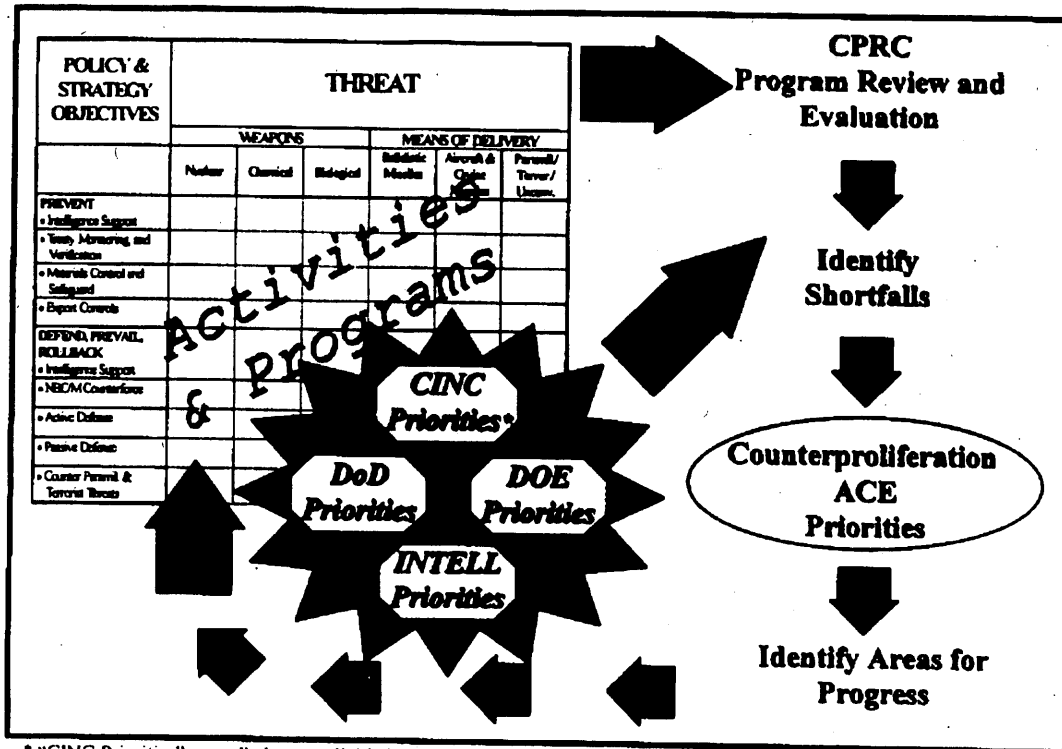 POLICY &
STRATEGY
OBJECTIVES
THREAT
WEAPONS
MEANS OF DELIVERY
Nuclear
Chemical
Biological
Ballistic
Missiles
Aircraft &
Cruise
Paramil/
Terror/
Unconv.
PREVENT
• Intelligence Support
• Treaty Monitoring, and
Verification
• Materials Control and
Safeguard
• Export Controls
DEFEND, PREVAIL,
ROLLBACK
• Intelligence Support
• NBC/M Counterforce
• Active Defense
• Passive Defense
• Counter Paramil. &
Terrorist Threats
Activities
& Programs
CINC
Priorities*
DoD
Priorities
DOE
Priorities
INTELL
Priorities
CPRC
Program Review and
Evaluation
Identify
Shortfalls
Counterproliferation
ACE
Priorities
Identify Areas for
Progress